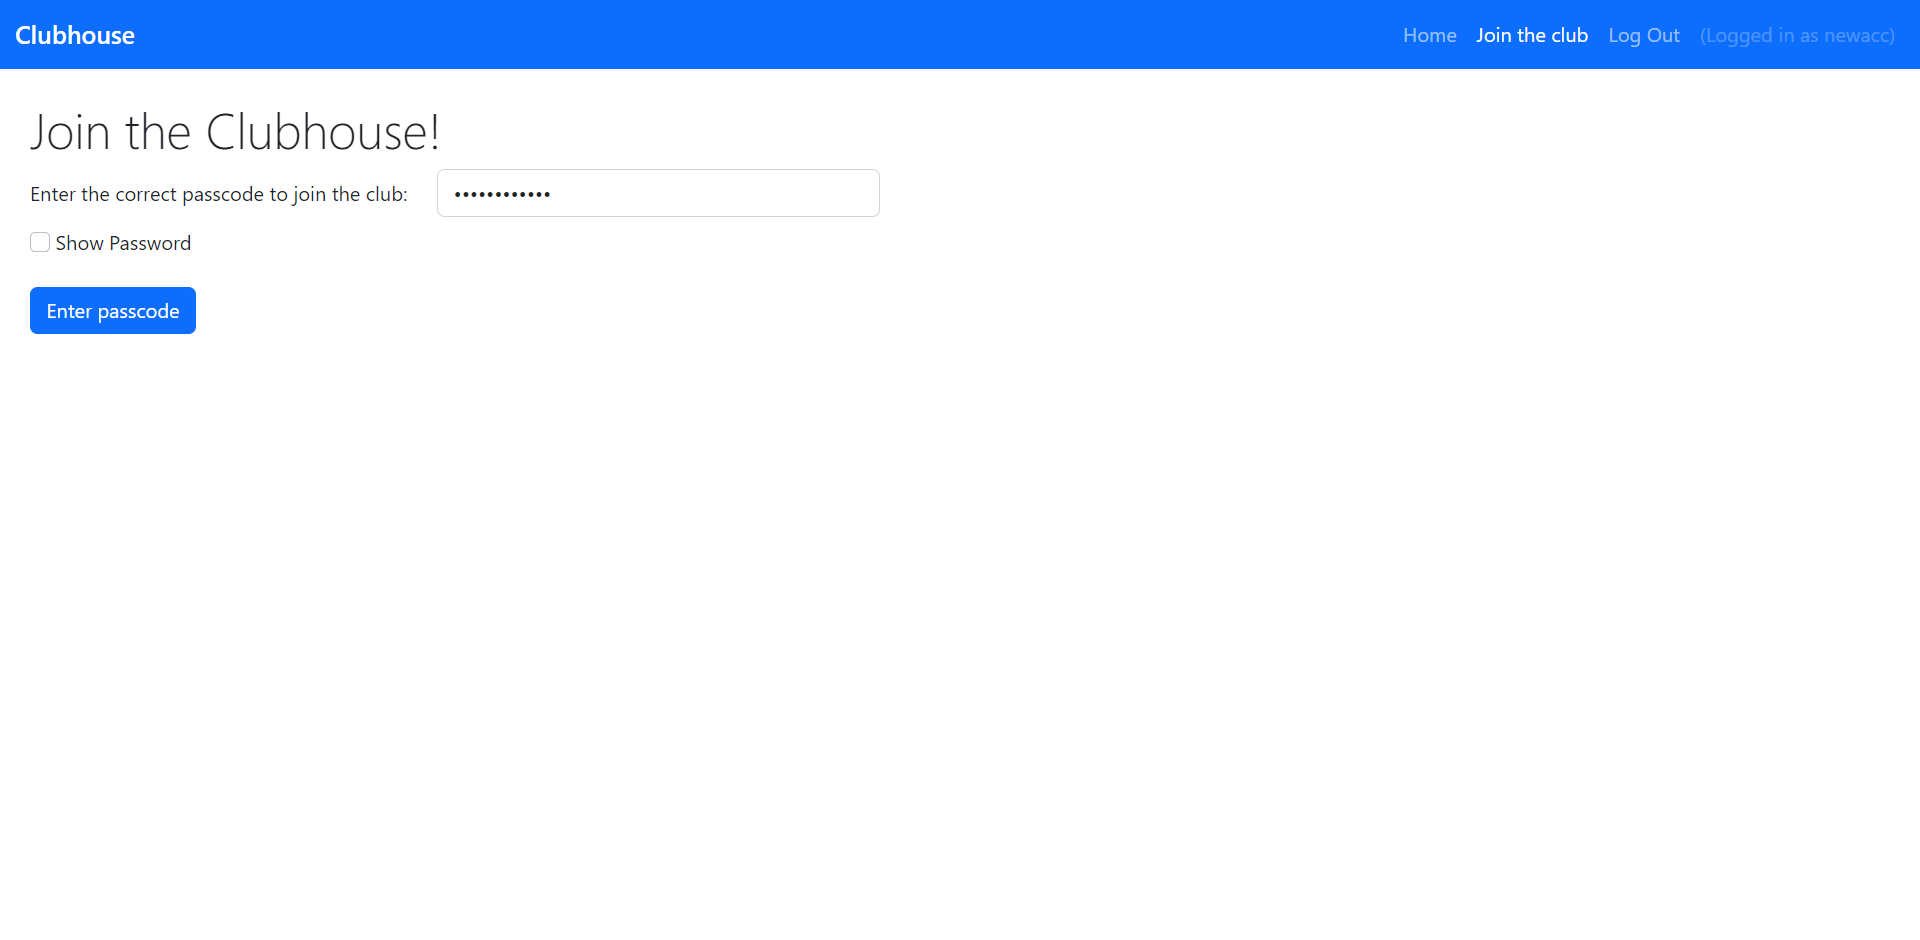 Clubhouse
Home Join the club Log Out (Logged in as newacc)
Join the Clubhouse!
Enter the correct passcode to join the club: ••••••••••••
Show Password
Enter passcode